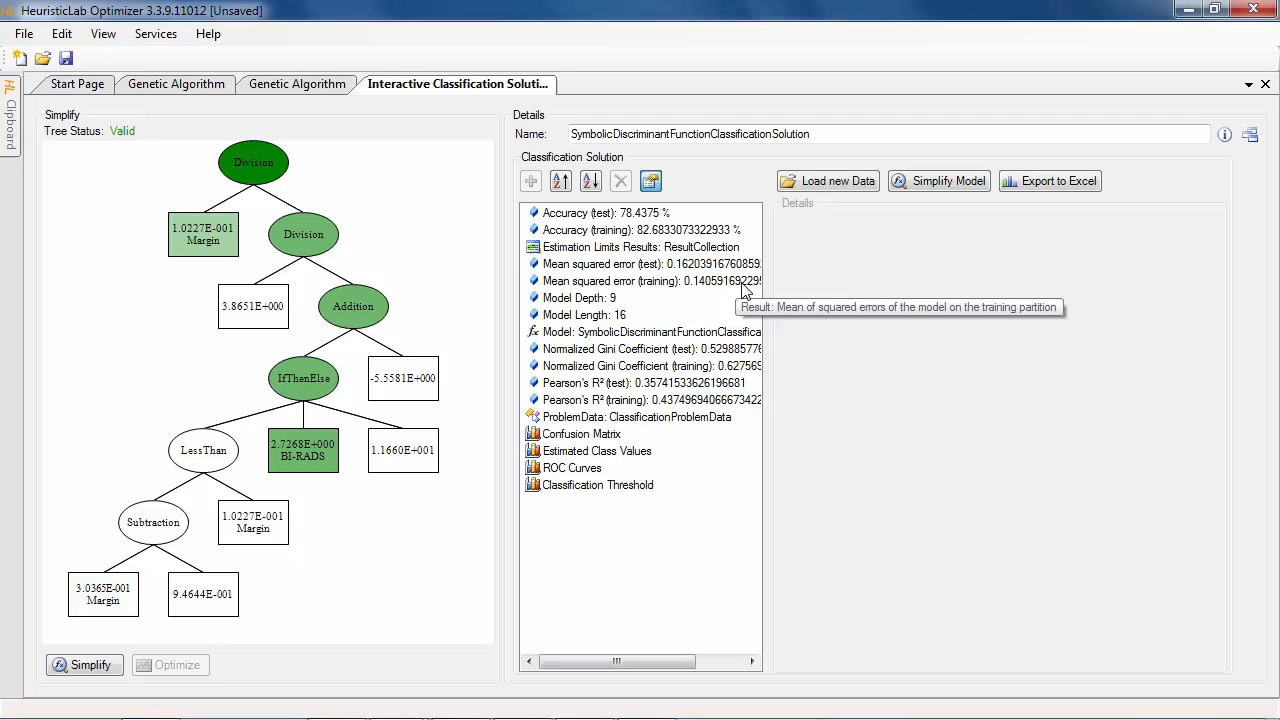 HeuristicLab Optimizer 3.3.9.11012 [Unsaved]
File Edit View Services Help
HL Clipboard
Start Page Genetic Algorithm Genetic Algorithm Interactive Classification Soluti...
Simplify
Tree Status: Valid
Division
1.0227E-001
Margin
Division
3.8651E+000
Addition
IfThenElse
-5.5581E+000
LessThan
2.7268E+000
BI-RADS
1.1660E+001
Subtraction
1.0227E-001
Margin
3.0365E-001
Margin
9.4644E-001
Simplify Optimize
Details
Name: SymbolicDiscriminantFunctionClassificationSolution
Classification Solution
Load new Data Simplify Model Export to Excel
Accuracy (test): 78.4375 %
Accuracy (training): 82.6833073322933 %
Estimation Limits Results: ResultCollection
Mean squared error (test): 0.1620391676085
Mean squared error (training): 0.14059169229
Model Depth: 9
Model Length: 16
Model: SymbolicDiscriminantFunctionClassifica
Normalized Gini Coefficient (test): 0.529885776
Normalized Gini Coefficient (training): 0.627569
Pearson's R² (test): 0.35741533626196681
Pearson's R² (training): 0.43749694066673422
ProblemData: ClassificationProblemData
Confusion Matrix
Estimated Class Values
ROC Curves
Classification Threshold
Details
Result: Mean of squared errors of the model on the training partition